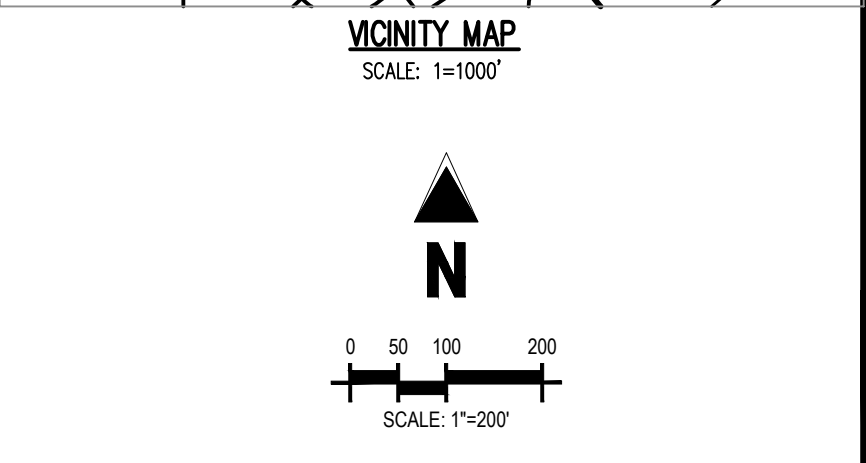 VICINITY MAP
SCALE: 1=1000'
N
0 50 100 200
SCALE: 1"=200'